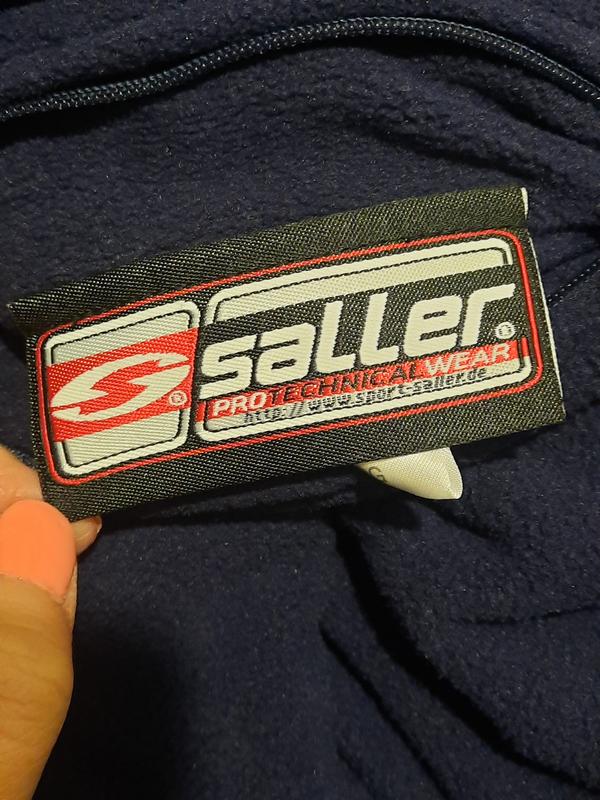 saller®
PROTECHNICALWEAR
http://www.sport-saller.de
®